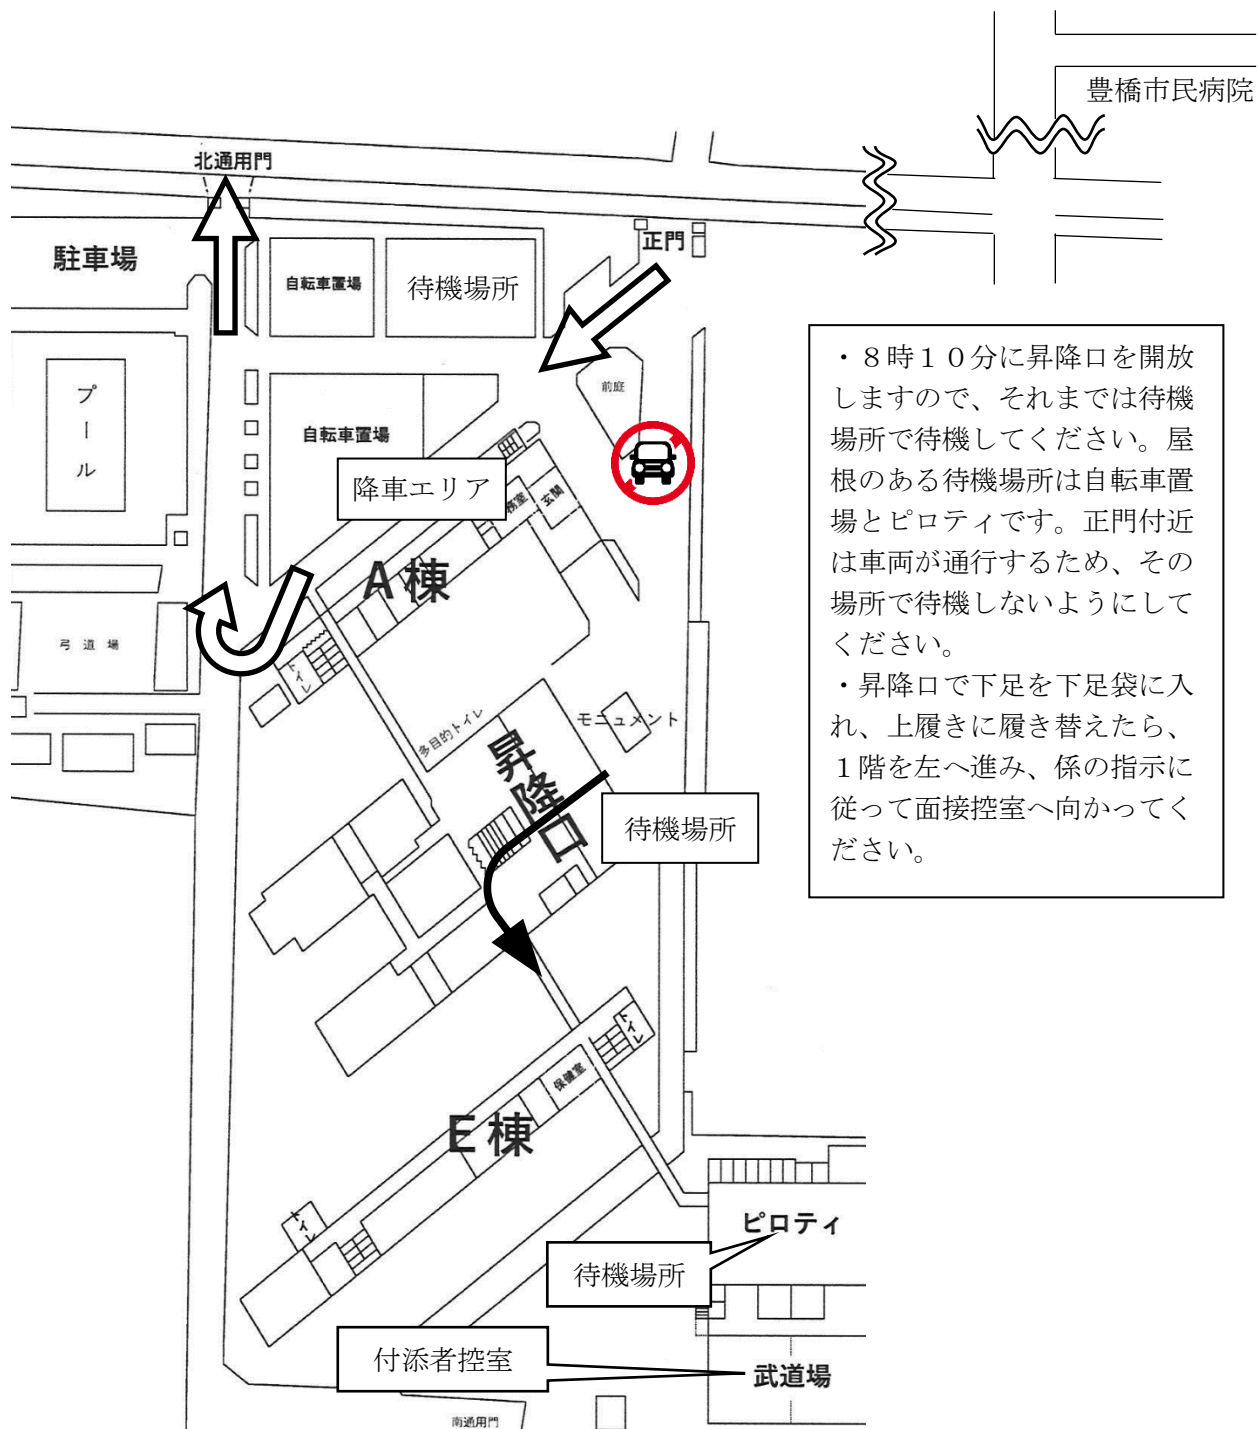 豊橋市民病院
北通用門
正門
駐車場
自転車置場
待機場所
前庭
プール
自転車置場
降車エリア
務室
玄関
A棟
弓道場
トイレ
多目的トイレ
モニュメント
昇降口
待機場所
・８時１０分に昇降口を開放
しますので、それまでは待機
場所で待機してください。屋
根のある待機場所は自転車置
場とピロティです。正門付近
は車両が通行するため、その
場所で待機しないようにして
ください。
・昇降口で下足を下足袋に入
れ、上履きに履き替えたら、
１階を左へ進み、係の指示に
従って面接控室へ向かってく
ださい。
トイレ
保健室
E棟
トイレ
ピロティ
待機場所
付添者控室
武道場
南通用門